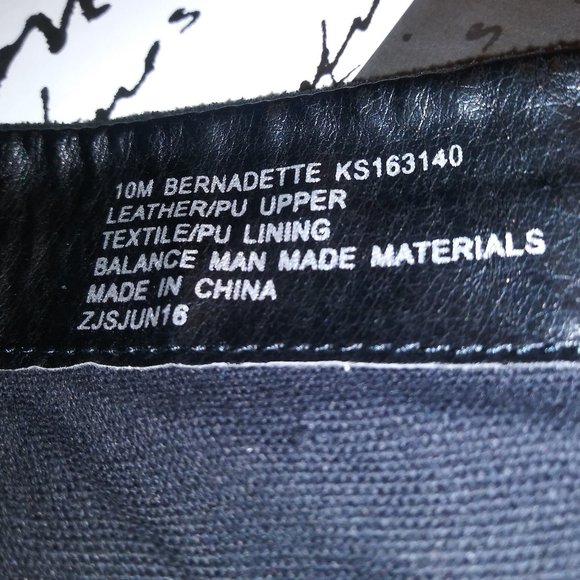 10M BERNADETTE KS163140
LEATHER/PU UPPER
TEXTILE/PU LINING
BALANCE MAN MADE MATERIALS
MADE IN CHINA
ZJSJUN16